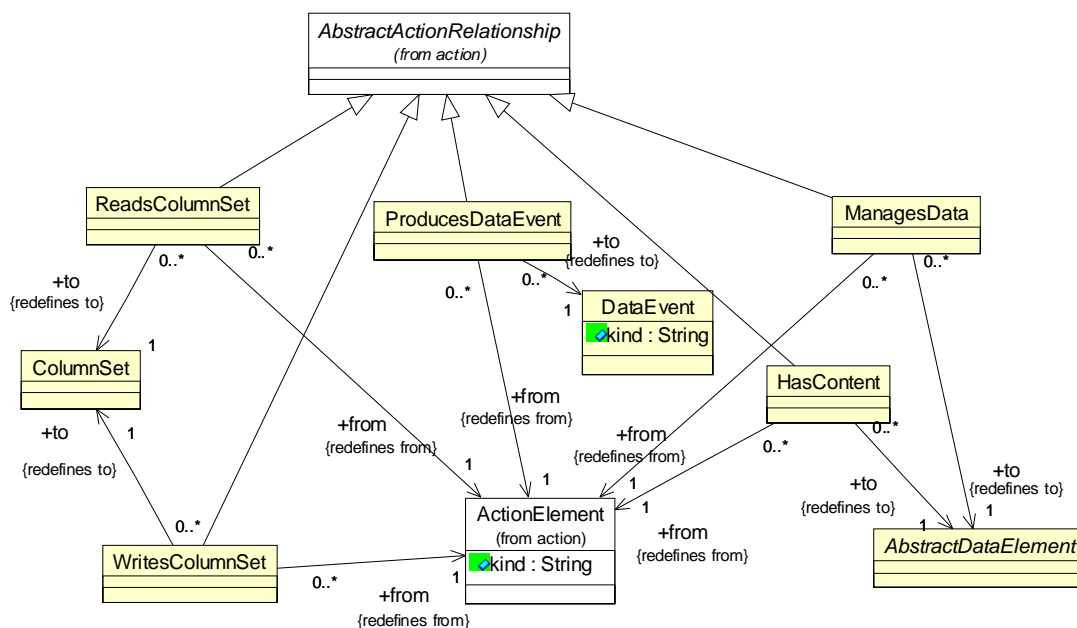 AbstractActionRelationship
(from action)
ReadsColumnSet
ProducesDataEvent
ManagesData
0..*
0..*
+to
{redefines to}
0..*
0..*
+to
{redefines to}
0..*
0..*
1
DataEvent
kind : String
1
ColumnSet
HasContent
+to
1
{redefines to}
+from
{redefines from}
+from
{redefines from}
+from
{redefines from}
0..*
0..*
+to
{redefines to}
+to
{redefines to}
1
1
1
1
1
1
ActionElement
(from action)
kind : String
+from
{redefines from}
0..*
WritesColumnSet
0..*
1
+from
{redefines from}
AbstractDataElement